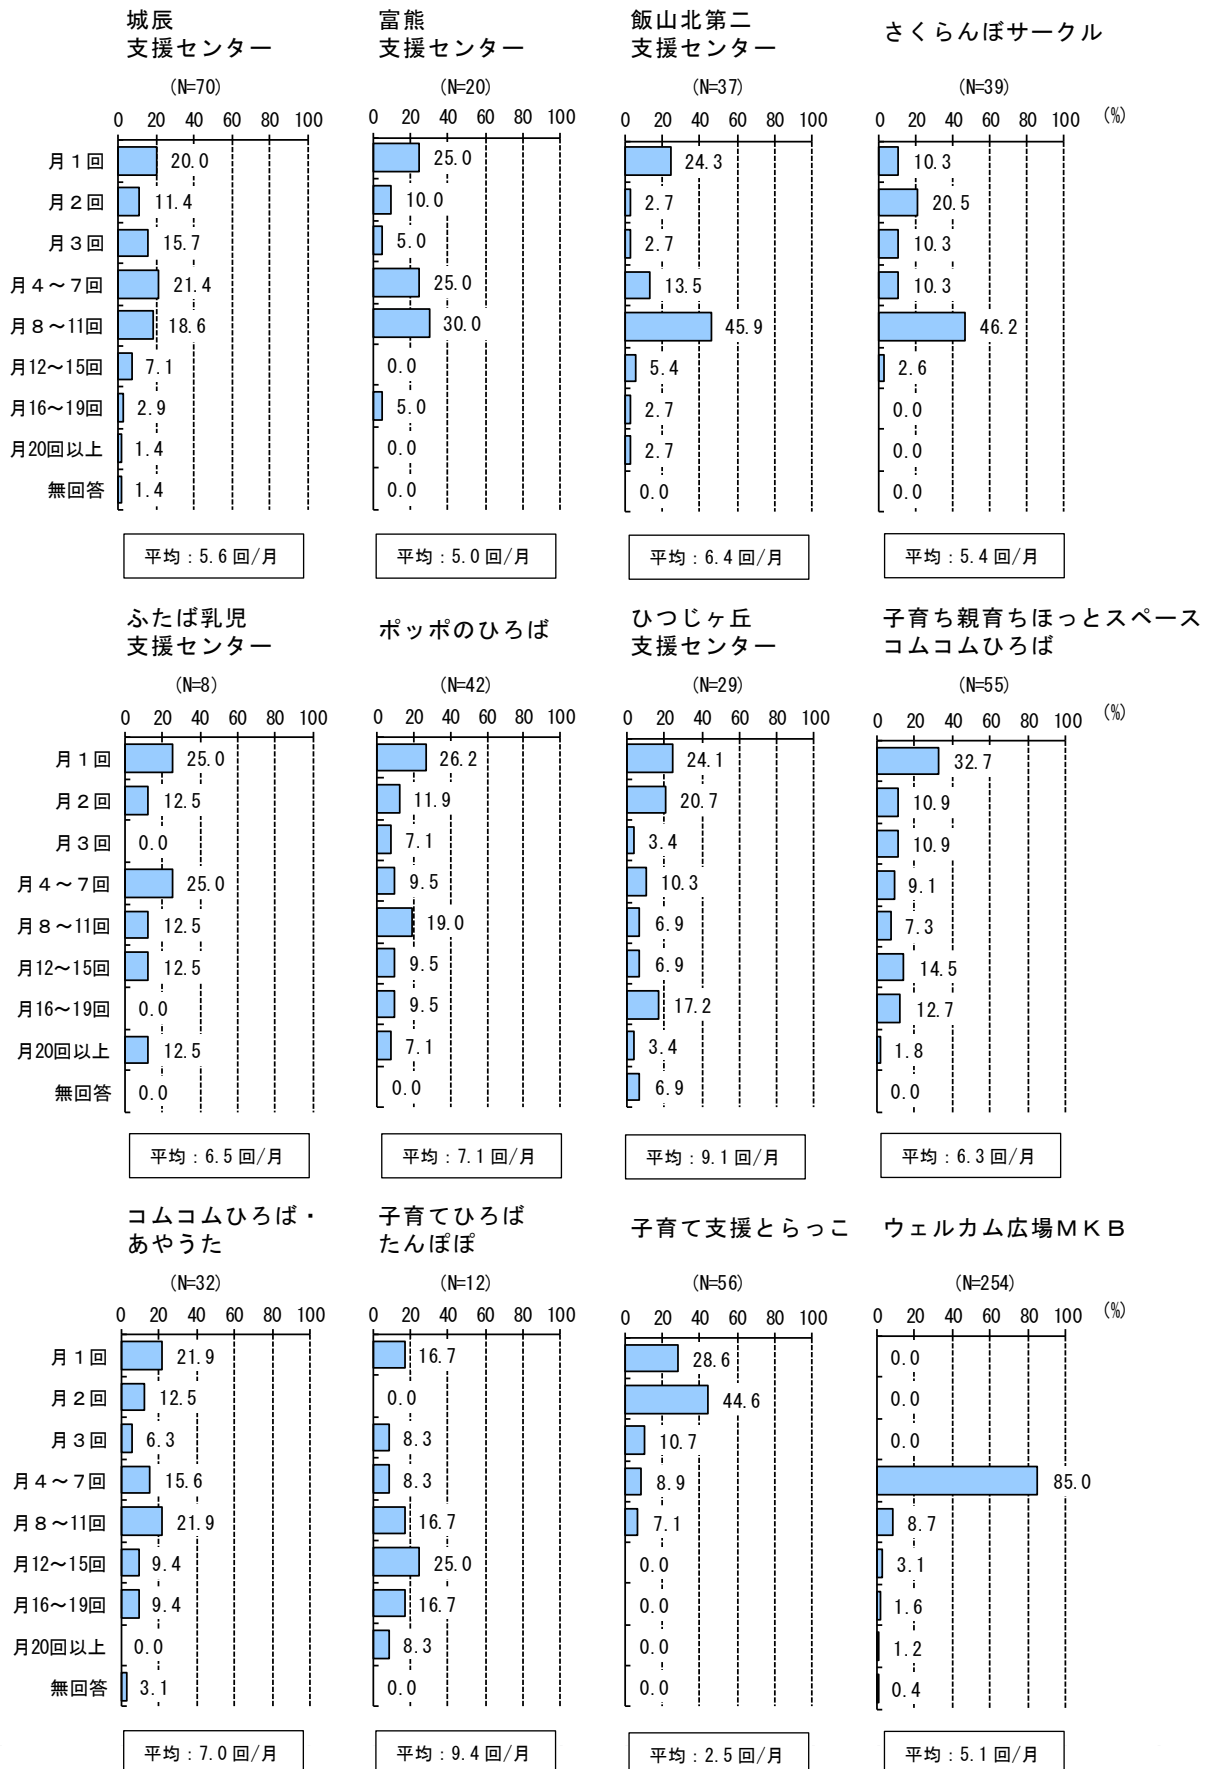 城辰
支援センター
富熊
支援センター
飯山北第二
支援センター
さくらんぼサークル
(N=70)
(N=20)
(N=37)
(N=39)
0 20 40 60 80 100
0 20 40 60 80 100
0 20 40 60 80 100
0 20 40 60 80 100 (%)
月１回 20.0 25.0 24.3 10.3
月２回 11.4 10.0 2.7 20.5
月３回 15.7 5.0 2.7 10.3
月４～７回 21.4 25.0 13.5 10.3
月８～11回 18.6 30.0 45.9 46.2
月12～15回 7.1 0.0 5.4 2.6
月16～19回 2.9 5.0 2.7 0.0
月20回以上 1.4 0.0 2.7 0.0
無回答 1.4 0.0 0.0 0.0
平均：5.6回/月
平均：5.0回/月
平均：6.4回/月
平均：5.4回/月
ふたば乳児
支援センター
ポッポのひろば
ひつじヶ丘
支援センター
子育ち親育ちほっとスペース
コムコムひろば
(N=8)
(N=42)
(N=29)
(N=55)
0 20 40 60 80 100
0 20 40 60 80 100
0 20 40 60 80 100
0 20 40 60 80 100 (%)
月１回 25.0 26.2 24.1 32.7
月２回 12.5 11.9 20.7 10.9
月３回 0.0 7.1 3.4 10.9
月４～７回 25.0 9.5 10.3 9.1
月８～11回 12.5 19.0 6.9 7.3
月12～15回 12.5 9.5 6.9 14.5
月16～19回 0.0 9.5 17.2 12.7
月20回以上 12.5 7.1 3.4 1.8
無回答 0.0 0.0 6.9 0.0
平均：6.5回/月
平均：7.1回/月
平均：9.1回/月
平均：6.3回/月
コムコムひろば・
あやうた
子育てひろば
たんぽぽ
子育て支援とらっこ
ウェルカム広場ＭＫＢ
(N=32)
(N=12)
(N=56)
(N=254)
0 20 40 60 80 100
0 20 40 60 80 100
0 20 40 60 80 100
0 20 40 60 80 100 (%)
月１回 21.9 16.7 28.6 0.0
月２回 12.5 0.0 44.6 0.0
月３回 6.3 8.3 10.7 0.0
月４～７回 15.6 8.3 8.9 85.0
月８～11回 21.9 16.7 7.1 8.7
月12～15回 9.4 25.0 0.0 3.1
月16～19回 9.4 16.7 0.0 1.6
月20回以上 0.0 8.3 0.0 1.2
無回答 3.1 0.0 0.0 0.4
平均：7.0回/月
平均：9.4回/月
平均：2.5回/月
平均：5.1回/月